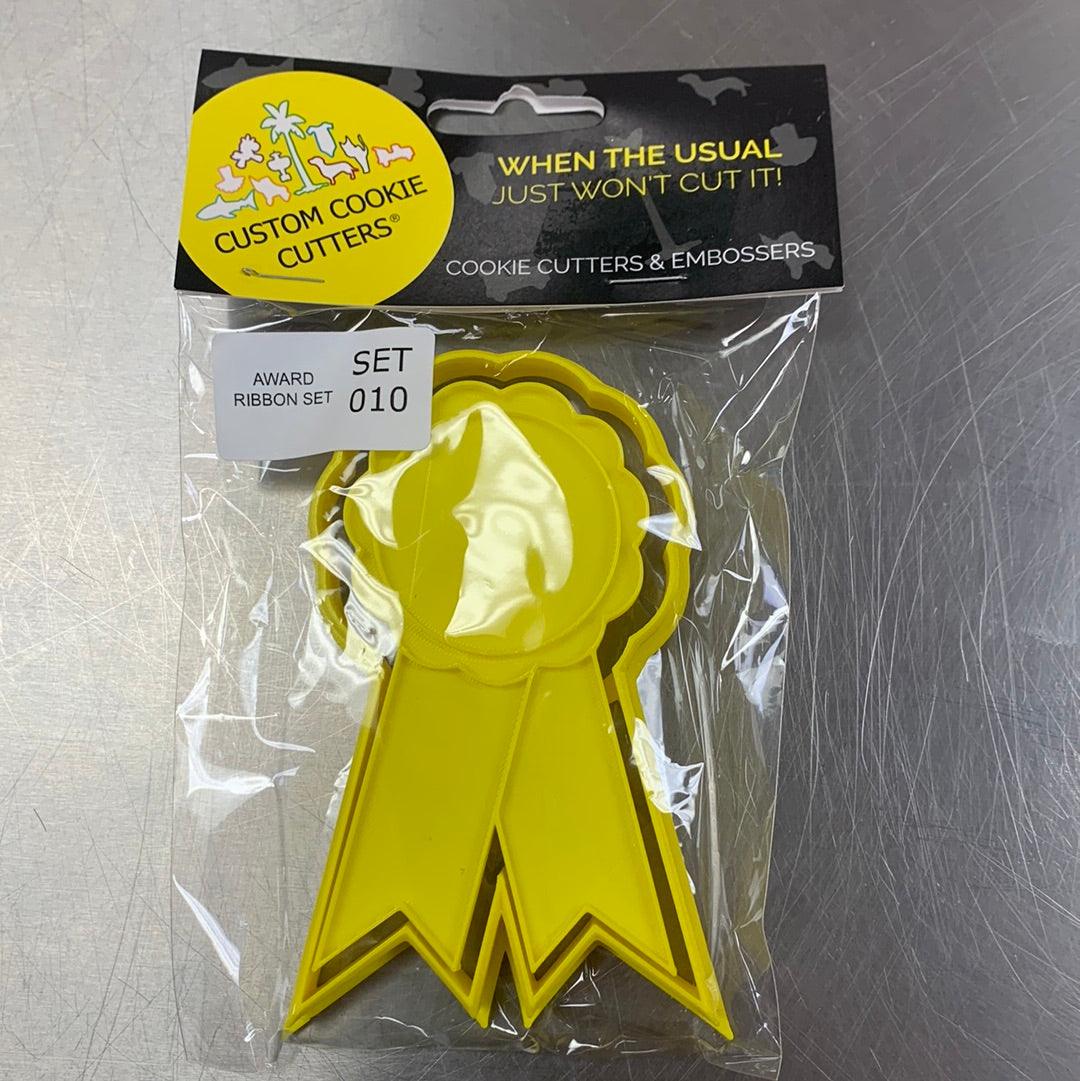 CUSTOM COOKIE
CUTTERS®
WHEN THE USUAL
JUST WON'T CUT IT!
COOKIE CUTTERS & EMBOSSERS
AWARD
RIBBON SET
SET
010